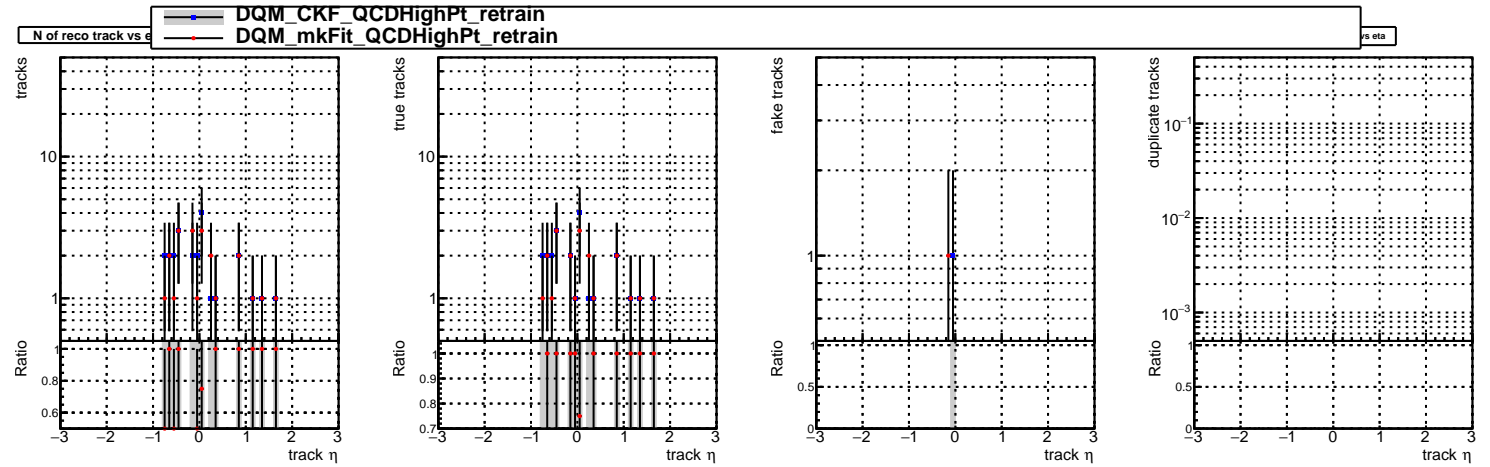 DQM_CKF_QCDHighPt_retrain
DQM_mkFit_QCDHighPt_retrain
N of reco track vs e
vs eta
tracks
10
1
Ratio
1
0.8
0.6
−3 −2 −1 0 1 2 3
track η
true tracks
10
1
Ratio
1
0.9
0.8
0.7
−3 −2 −1 0 1 2 3
track η
fake tracks
1
Ratio
1
0.5
0
−3 −2 −1 0 1 2 3
track η
duplicate tracks
10−1
10−2
10−3
Ratio
1
0.5
0
−3 −2 −1 0 1 2 3
track η